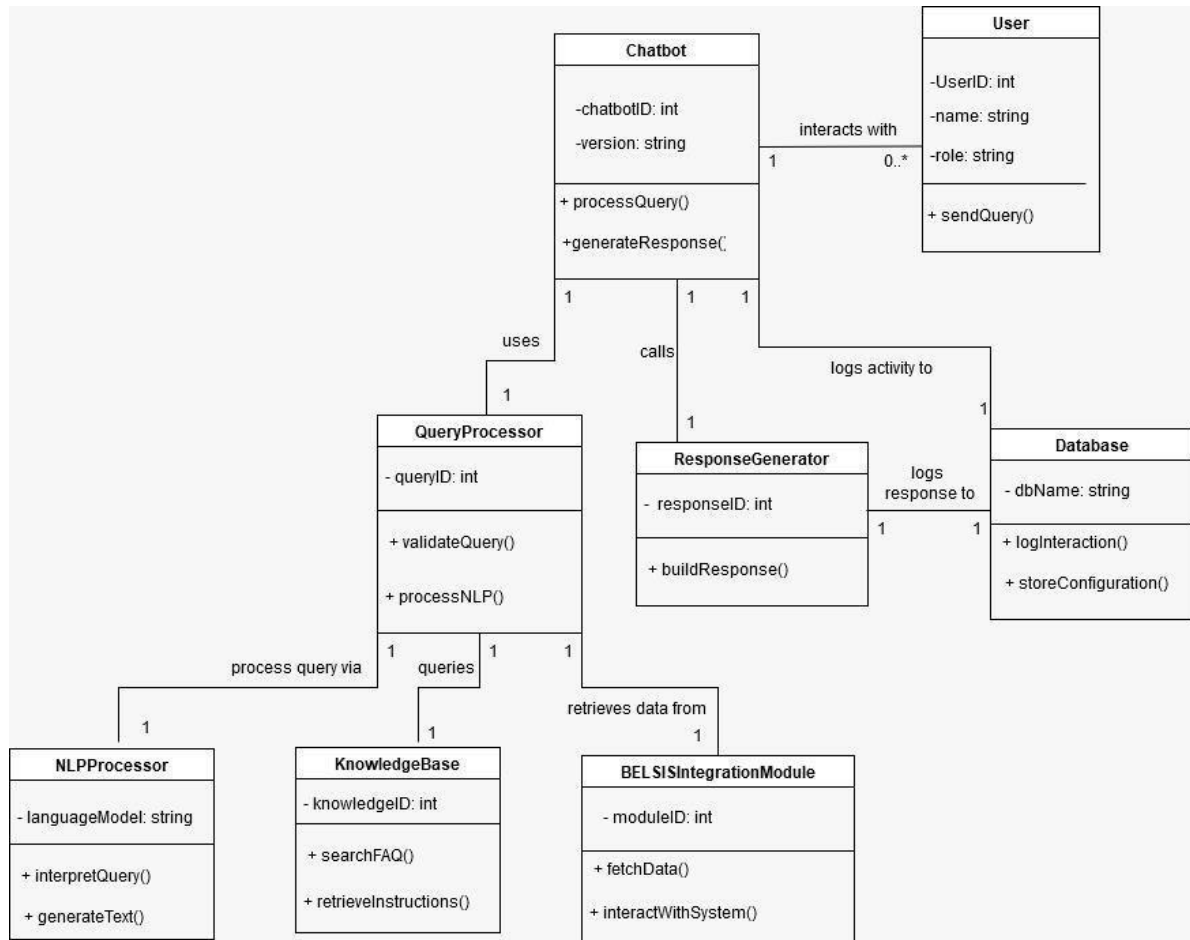 Chatbot
-chatbotID: int
-version: string
+ processQuery()
+generateResponse()
User
-UserID: int
-name: string
-role: string
+ sendQuery()
interacts with
1
0..*
1
1
1
uses
calls
logs activity to
1
1
1
QueryProcessor
- queryID: int
+ validateQuery()
+ processNLP()
ResponseGenerator
- responseID: int
+ buildResponse()
logs
response to
1
1
Database
- dbName: string
+ logInteraction()
+ storeConfiguration()
1
1
1
process query via
queries
retrieves data from
1
1
1
NLPProcessor
- languageModel: string
+ interpretQuery()
+ generateText()
KnowledgeBase
- knowledgeID: int
+ searchFAQ()
+ retrieveInstructions()
BELSISIntegrationModule
- moduleID: int
+ fetchData()
+ interactWithSystem()